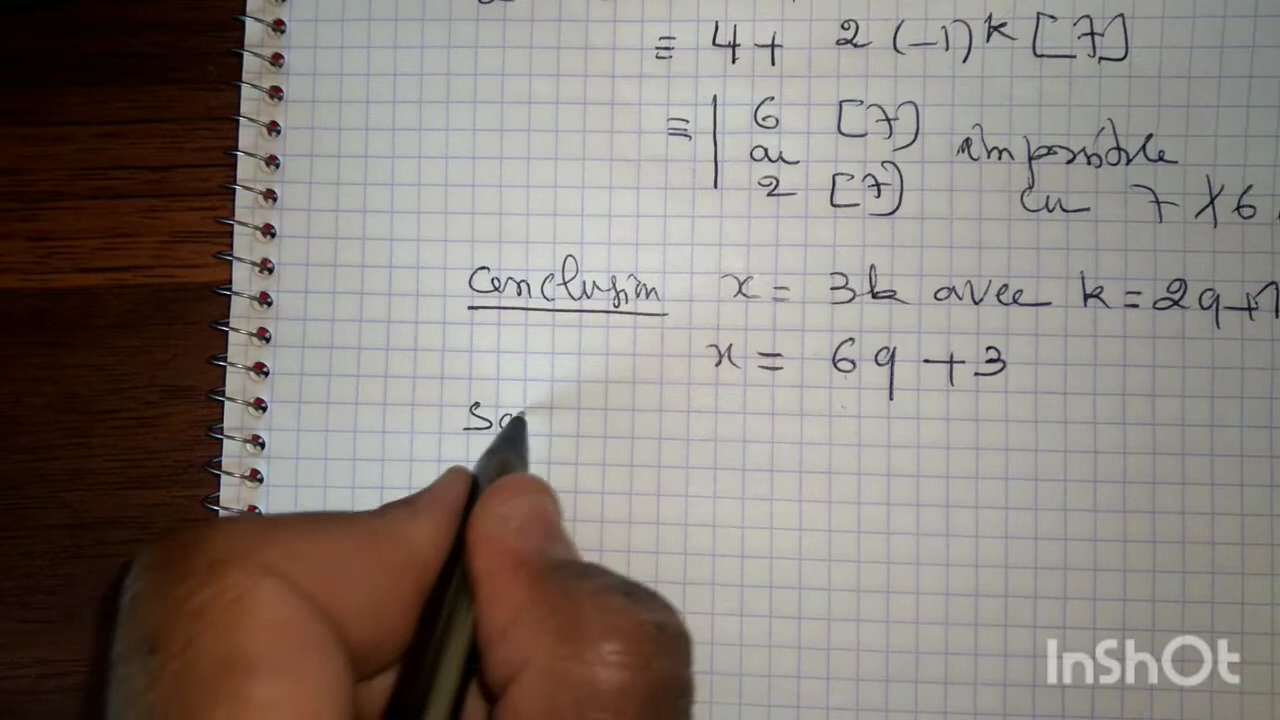 ≡ 4 + 2 (-1)^k [7]
≡ | 6 [7]
ou
2 [7]
impossible
car 7 ∤ 6
Conclusion x = 3k avec k = 2q+1
x = 6q + 3
So
InShOt